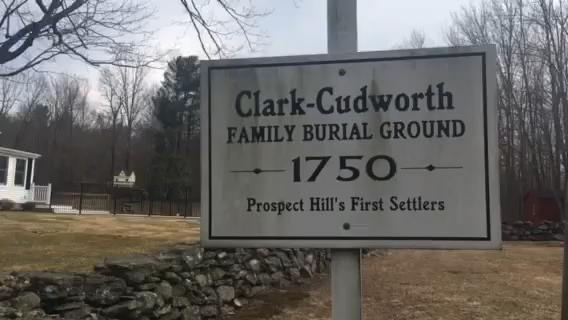 Clark-Cudworth
FAMILY BURIAL GROUND
1750
Prospect Hill's First Settlers